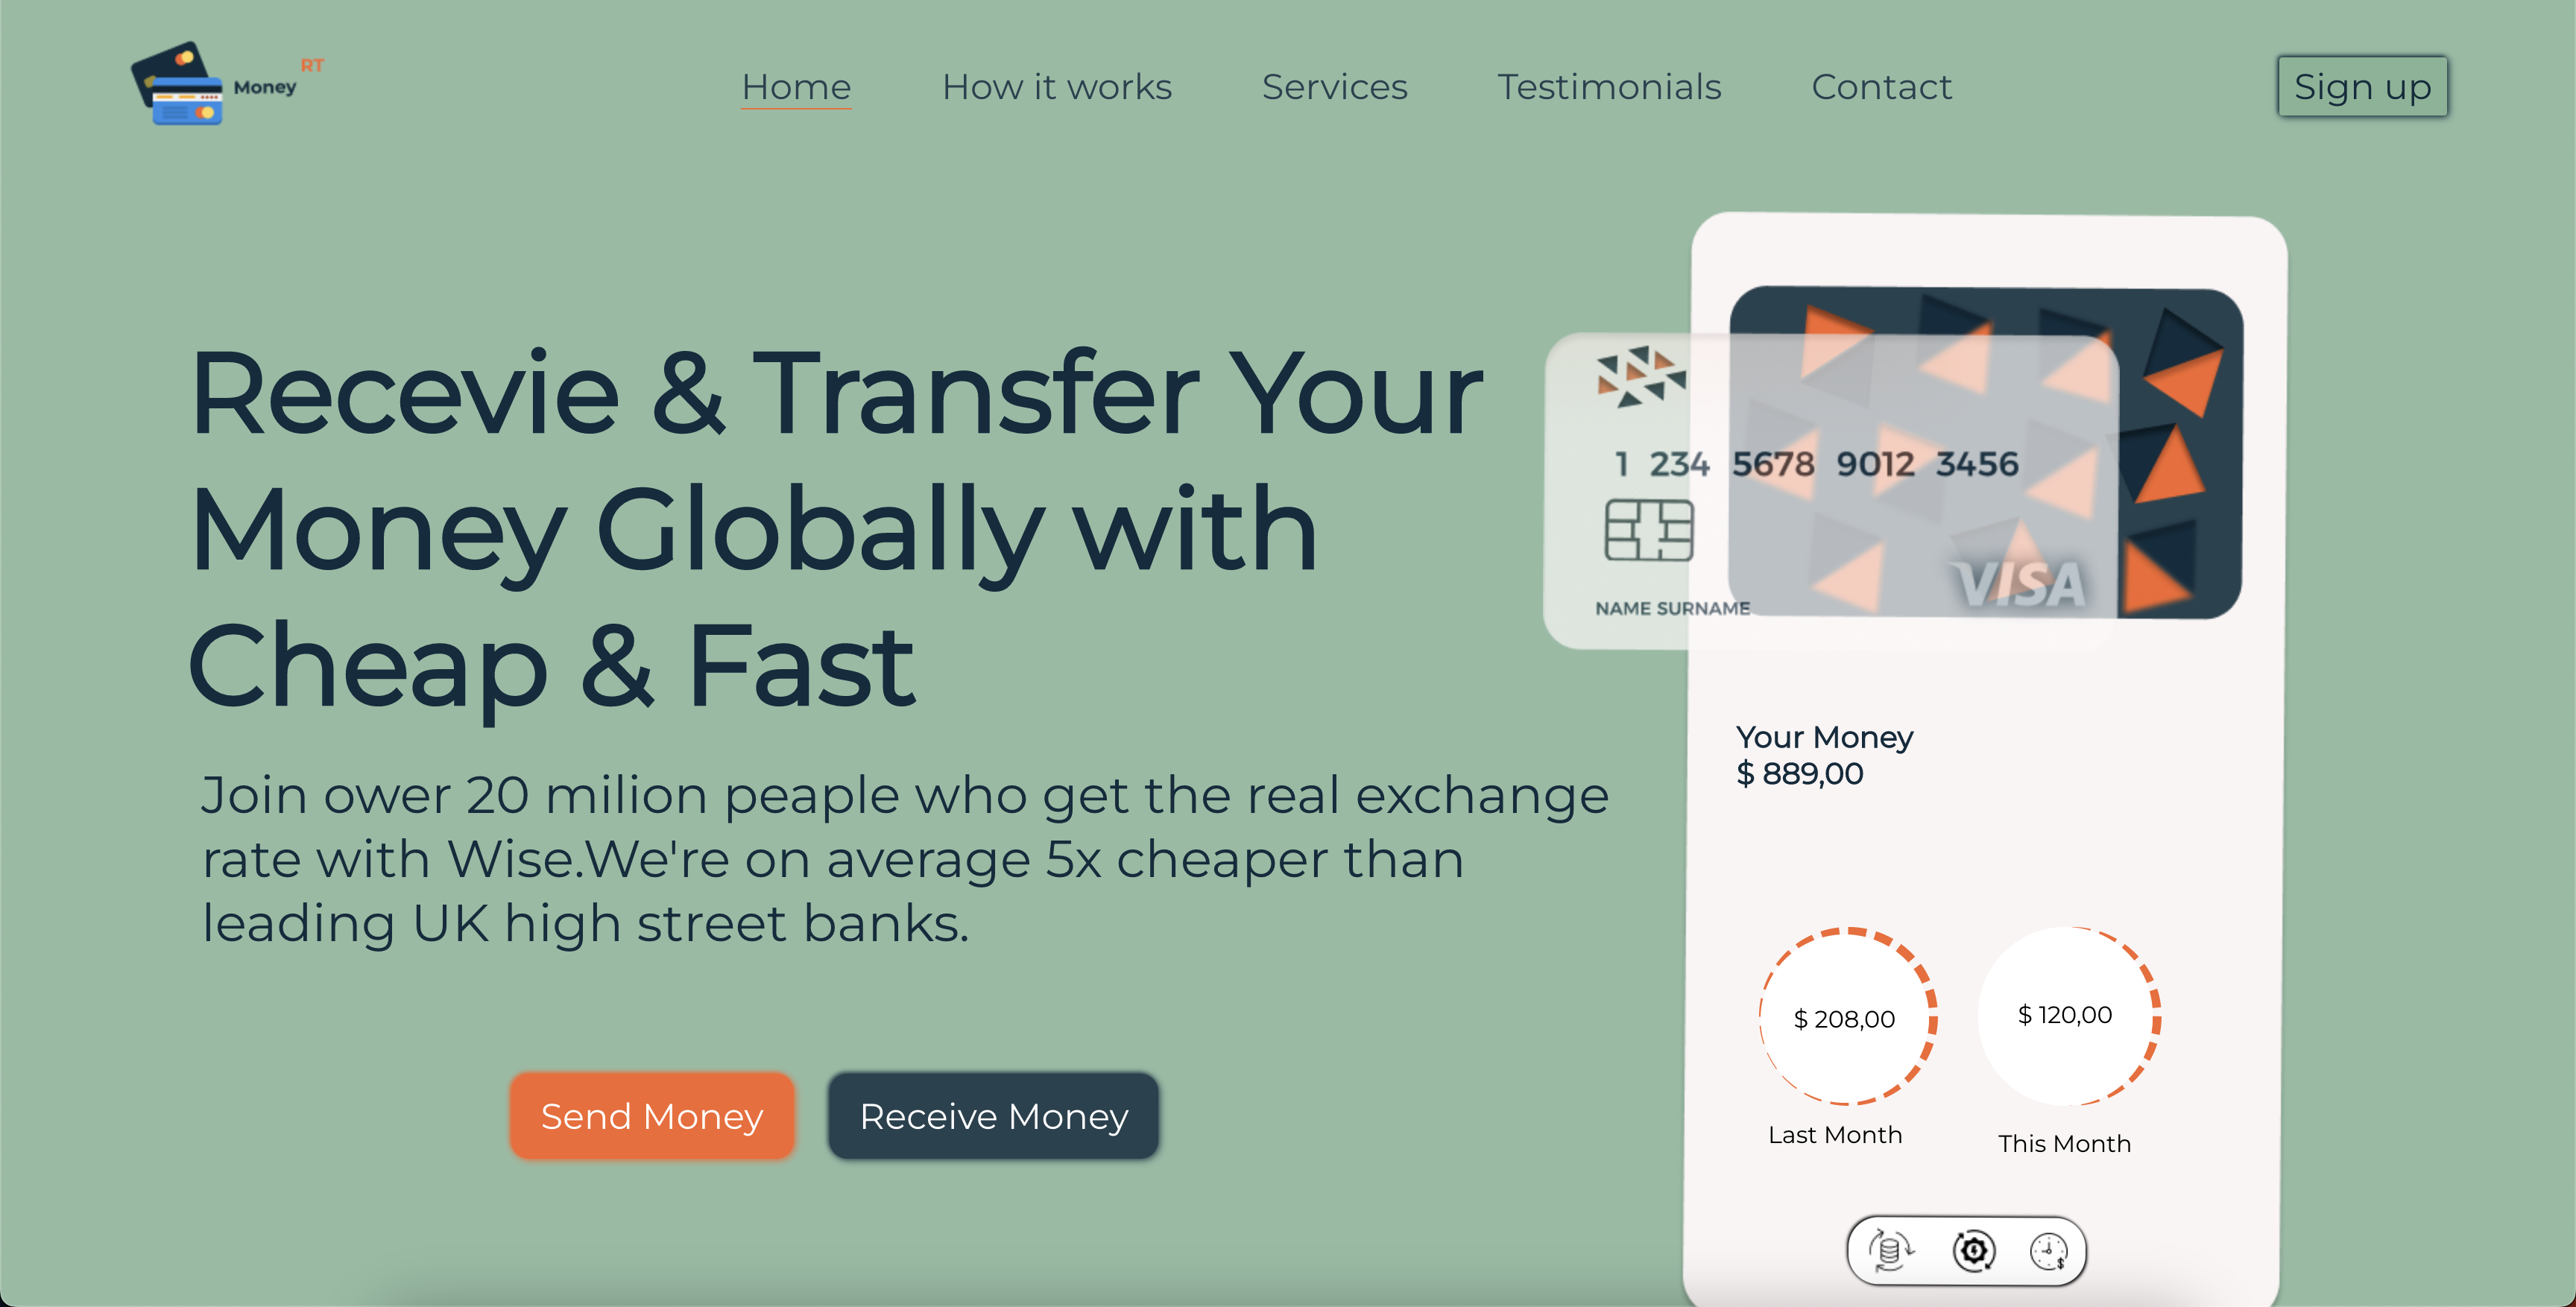 Money RT
Home How it works Services Testimonials Contact
Sign up
Recevie & Transfer Your
Money Globally with
Cheap & Fast
Join ower 20 milion peaple who get the real exchange
rate with Wise.We're on average 5x cheaper than
leading UK high street banks.
Send Money
Receive Money
1 234 5678 9012 3456
VISA
NAME SURNAME
Your Money
$ 889,00
$ 208,00
Last Month
$ 120,00
This Month